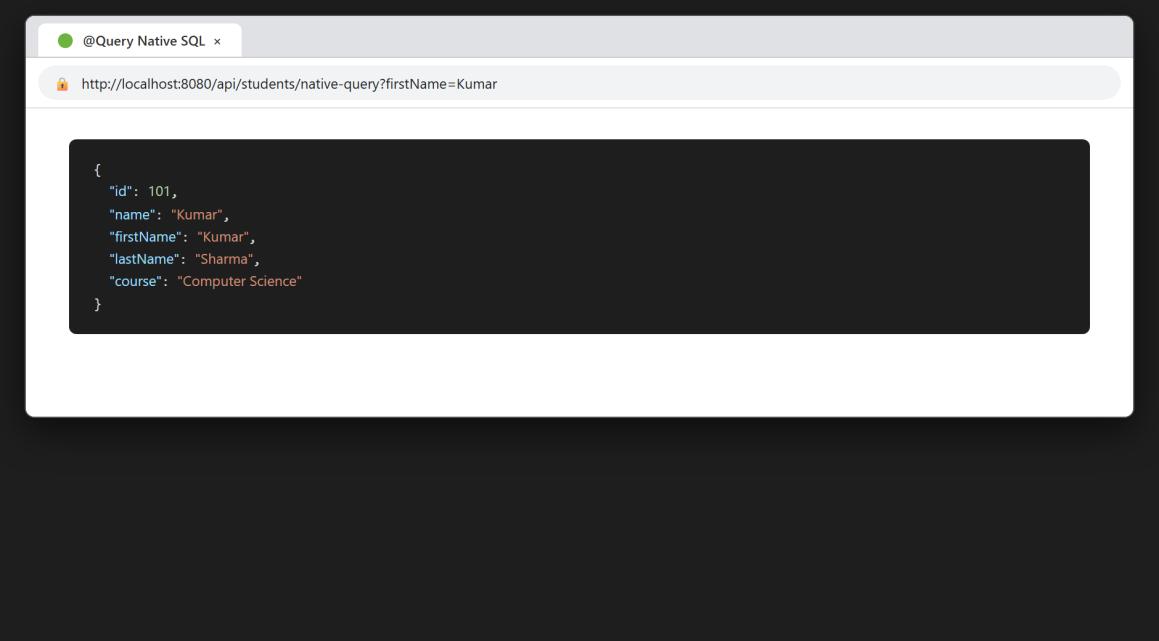 @Query Native SQL ×
http://localhost:8080/api/students/native-query?firstName=Kumar
{
  "id": 101,
  "name": "Kumar",
  "firstName": "Kumar",
  "lastName": "Sharma",
  "course": "Computer Science"
}